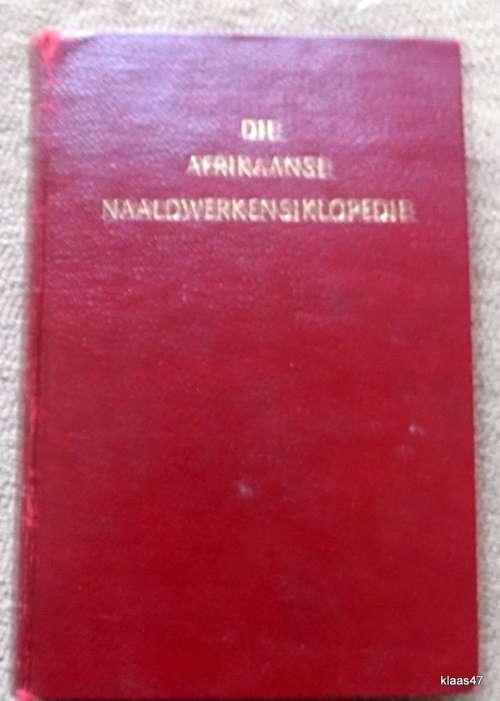 DIE
AFRIKAANSE
NAALDWERKENSIKLOPEDIE
klaas47